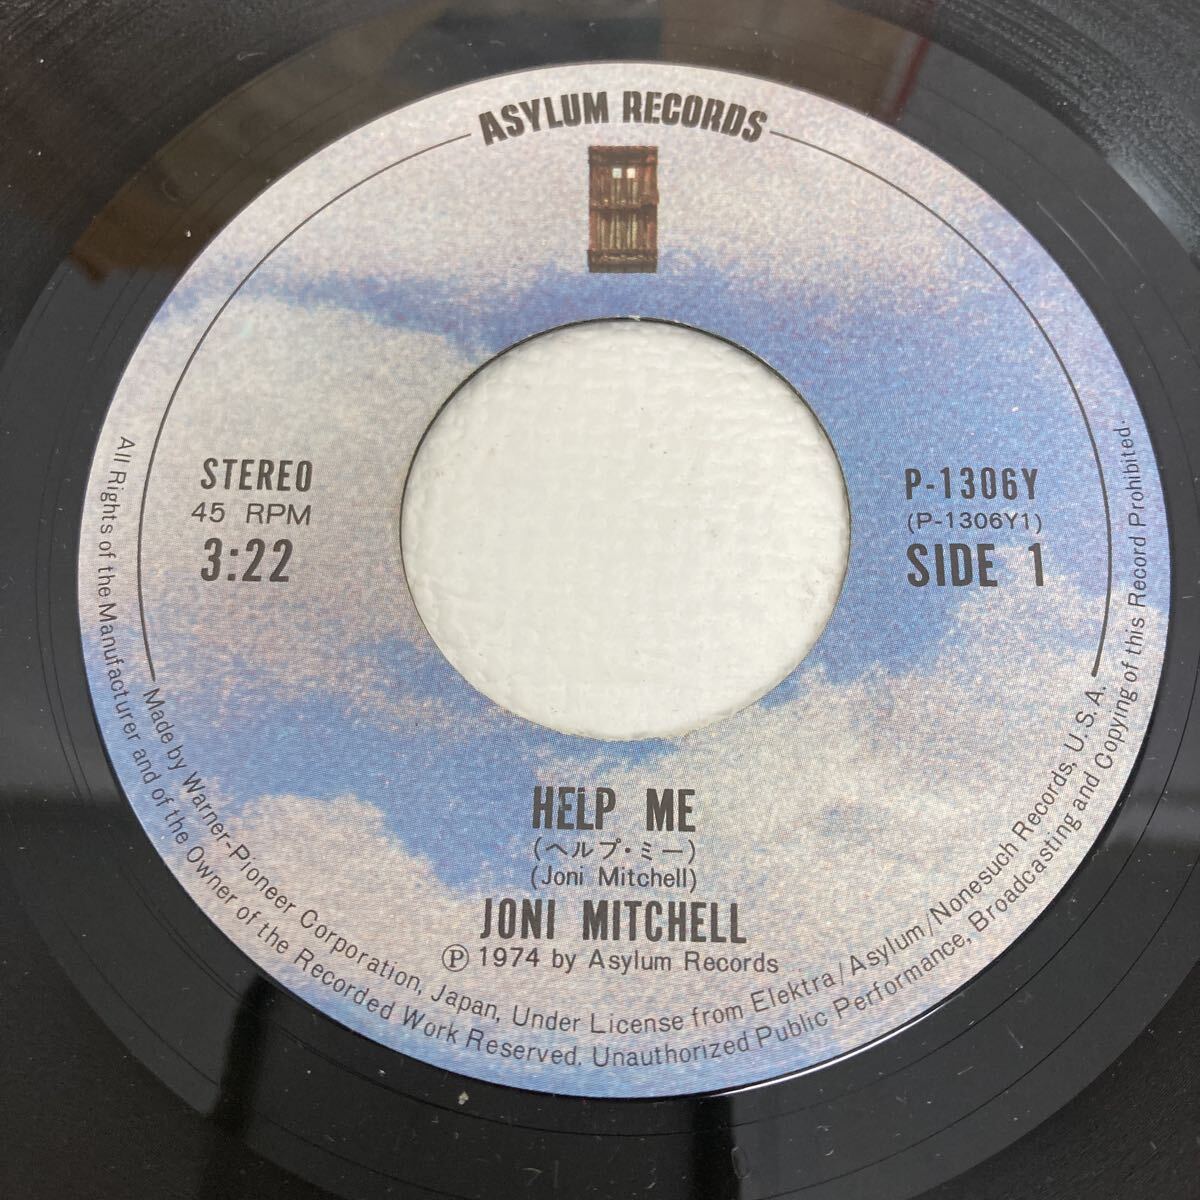 ASYLUM RECORDS
STEREO
45 RPM
3:22
P-1306Y
(P-1306Y1)
SIDE 1
HELP ME
(ヘルプ・ミー)
(Joni Mitchell)
JONI MITCHELL
Ⓟ 1974 by Asylum Records
Made by Warner-Pioneer Corporation, Japan, Under License from Elektra/Asylum/Nonesuch Records, U.S.A.
All Rights of the Manufacturer and of the Owner of the Recorded Work Reserved. Unauthorized Public Performance, Broadcasting and Copying of this Record Prohibited.